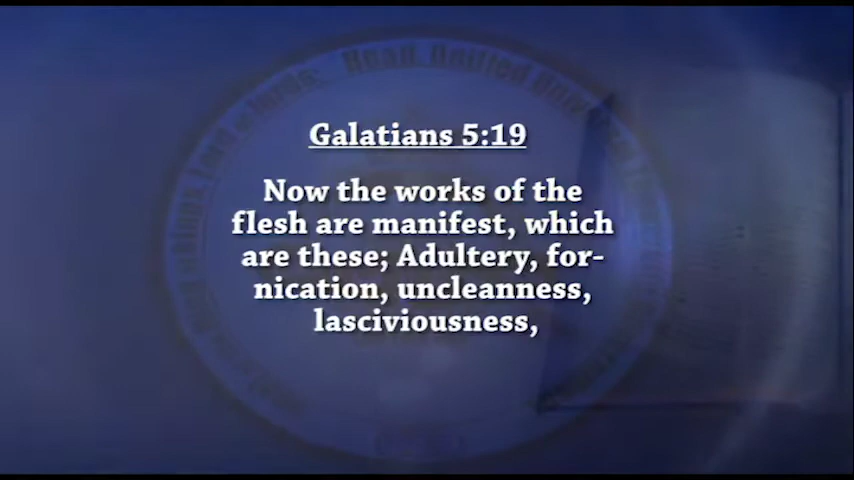 Galatians 5:19
Now the works of the
flesh are manifest, which
are these; Adultery, for-
nication, uncleanness,
lasciviousness,